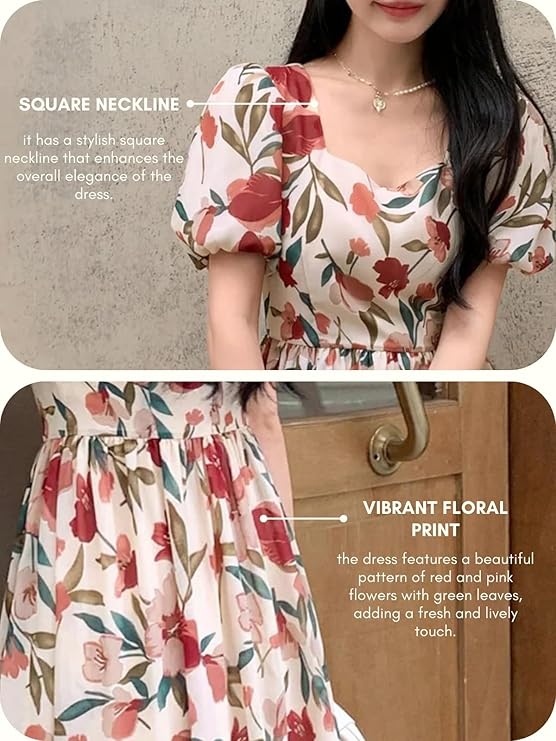 SQUARE NECKLINE
it has a stylish square
neckline that enhances the
overall elegance of the
dress.
VIBRANT FLORAL
PRINT
the dress features a beautiful
pattern of red and pink
flowers with green leaves,
adding a fresh and lively
touch.